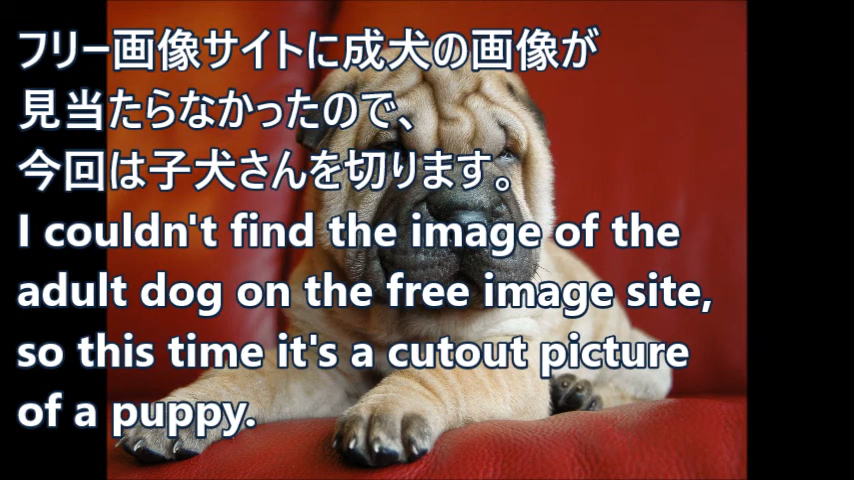 フリー画像サイトに成犬の画像が
見当たらなかったので、
今回は子犬さんを切ります。
I couldn't find the image of the
adult dog on the free image site,
so this time it's a cutout picture
of a puppy.